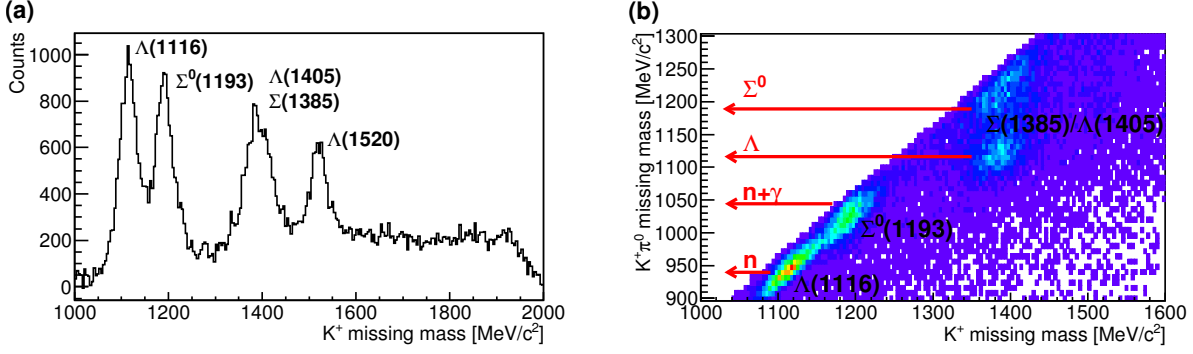 (a)
Counts
1000
800
600
400
200
0
Λ(1116)
Σ⁰(1193)
Λ(1405)
Σ(1385)
Λ(1520)
1000 1200 1400 1600 1800 2000
K⁺ missing mass [MeV/c²]
(b)
K⁺π⁰ missing mass [MeV/c²]
1300
1250
1200
1150
1100
1050
1000
950
900
Σ⁰
Λ
n+γ
n
Σ(1385)/Λ(1405)
Σ⁰(1193)
Λ(1116)
1000 1100 1200 1300 1400 1500 1600
K⁺ missing mass [MeV/c²]